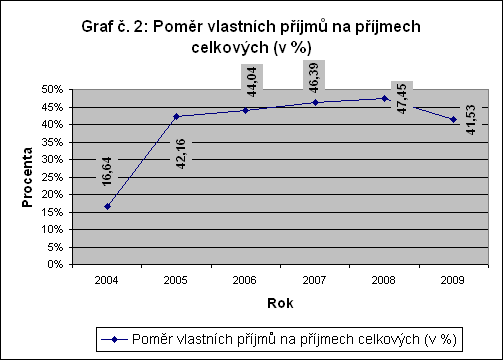 Graf č. 2: Poměr vlastních příjmů na příjmech
celkových (v %)
50%
45%
40%
35%
30%
25%
20%
15%
10%
5%
0%
Procenta
16,64
42,16
44,04
46,39
47,45
41,53
2004 2005 2006 2007 2008 2009
Rok
Poměr vlastních příjmů na příjmech celkových (v %)